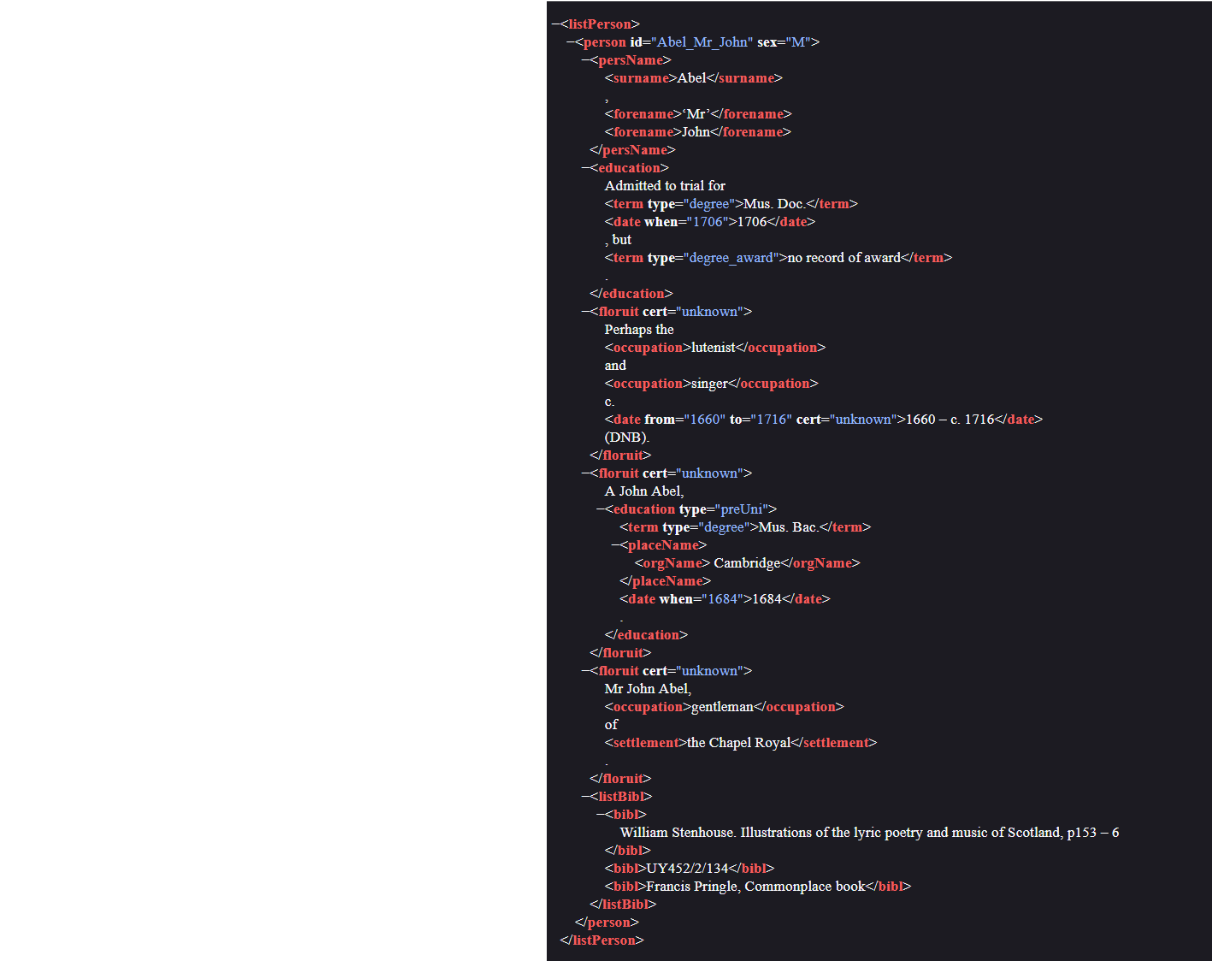 —<listPerson>
—<person id="Abel_Mr_John" sex="M">
—<persName>
<surname>Abel</surname>
,
<forename>‘Mr’</forename>
<forename>John</forename>
</persName>
—<education>
Admitted to trial for
<term type="degree">Mus. Doc.</term>
<date when="1706">1706</date>
, but
<term type="degree_award">no record of award</term>
.
</education>
—<floruit cert="unknown">
Perhaps the
<occupation>lutenist</occupation>
and
<occupation>singer</occupation>
c.
<date from="1660" to="1716" cert="unknown">1660 – c. 1716</date>
(DNB).
</floruit>
—<floruit cert="unknown">
A John Abel,
—<education type="preUni">
<term type="degree">Mus. Bac.</term>
—<placeName>
<orgName> Cambridge</orgName>
</placeName>
<date when="1684">1684</date>
.
</education>
</floruit>
—<floruit cert="unknown">
Mr John Abel,
<occupation>gentleman</occupation>
of
<settlement>the Chapel Royal</settlement>
.
</floruit>
—<listBibl>
—<bibl>
William Stenhouse. Illustrations of the lyric poetry and music of Scotland, p153 – 6
</bibl>
<bibl>UY452/2/134</bibl>
<bibl>Francis Pringle, Commonplace book</bibl>
</listBibl>
</person>
</listPerson>